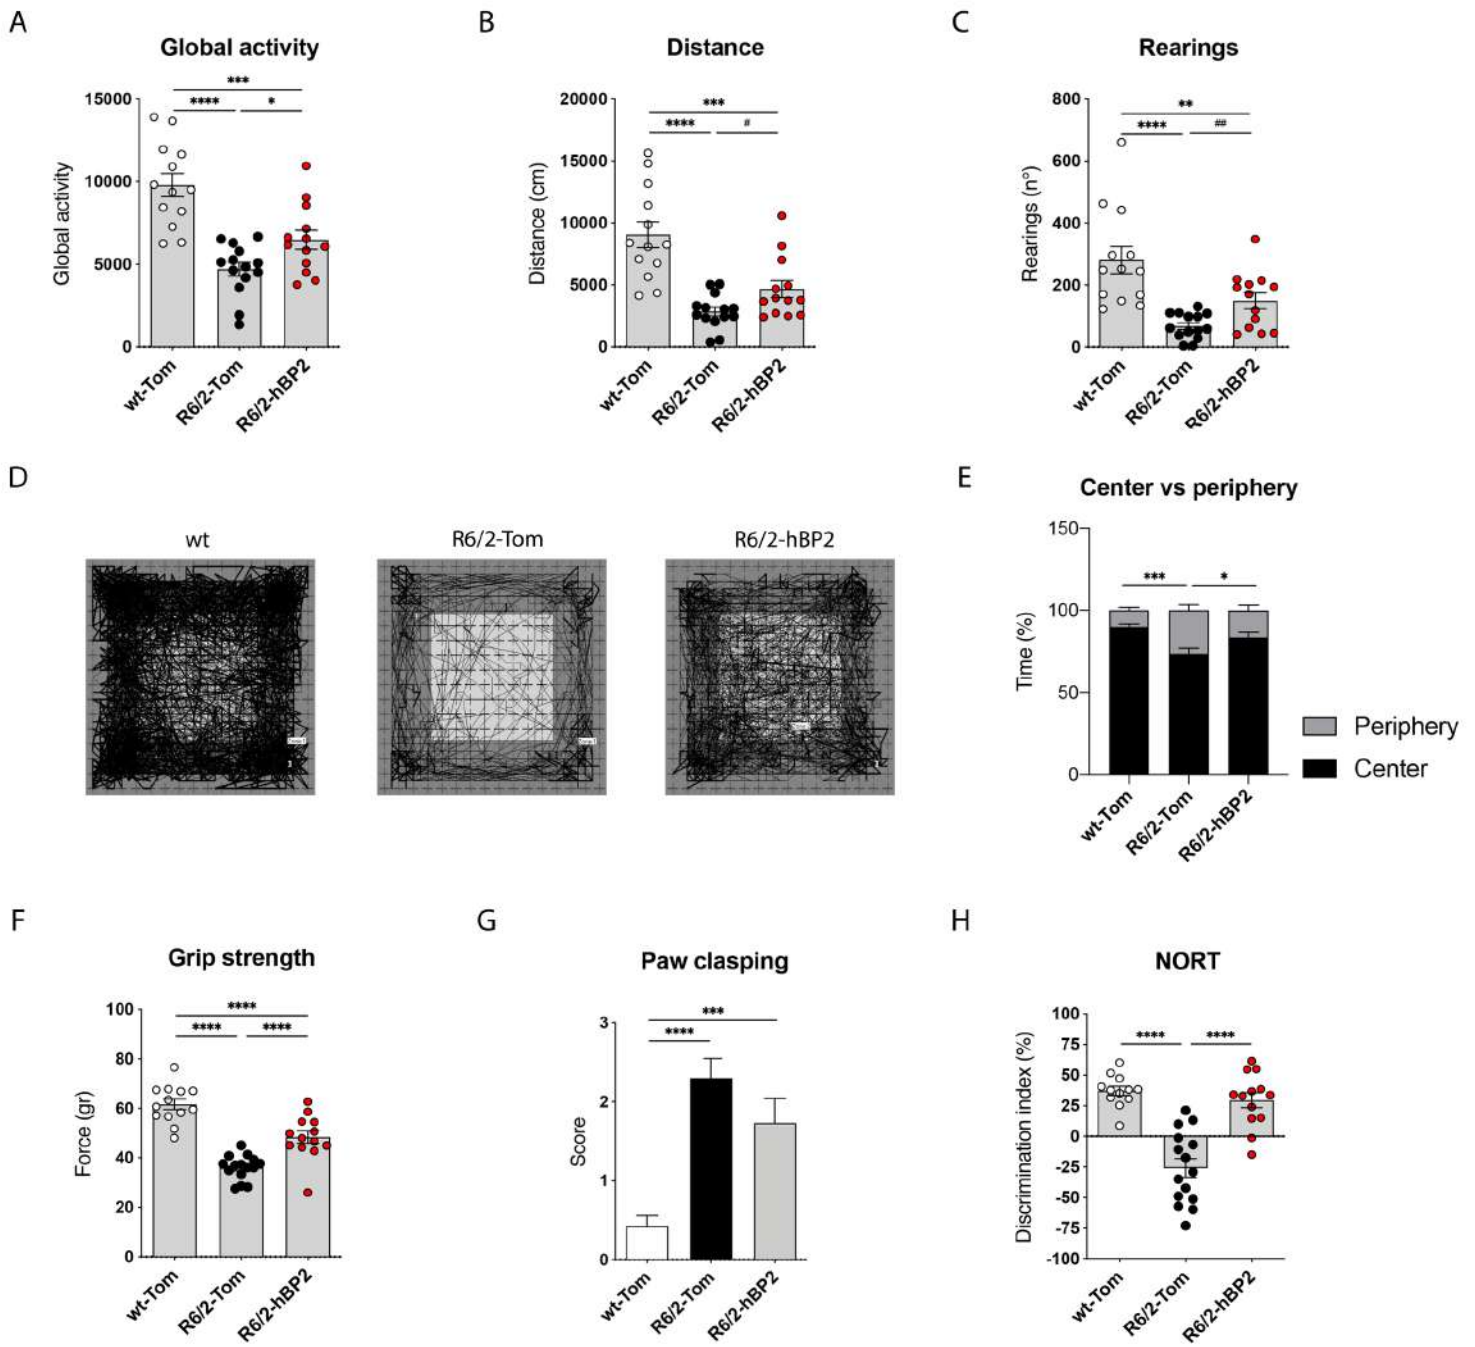 A
Global activity
***
****
*
15000
10000
5000
0
Global activity
wt-Tom
R6/2-Tom
R6/2-hBP2
B
Distance
***
****
#
20000
15000
10000
5000
0
Distance (cm)
wt-Tom
R6/2-Tom
R6/2-hBP2
C
Rearings
**
****
##
800
600
400
200
0
Rearings (n°)
wt-Tom
R6/2-Tom
R6/2-hBP2
D
wt
R6/2-Tom
R6/2-hBP2
E
Center vs periphery
***
*
150
100
50
0
Time (%)
wt-Tom
R6/2-Tom
R6/2-hBP2
Periphery
Center
F
Grip strength
****
****
****
100
80
60
40
20
0
Force (gr)
wt-Tom
R6/2-Tom
R6/2-hBP2
G
Paw clasping
***
****
3
2
1
0
Score
wt-Tom
R6/2-Tom
R6/2-hBP2
H
NORT
****
****
100
75
50
25
0
-25
-50
-75
-100
Discrimination index (%)
wt-Tom
R6/2-Tom
R6/2-hBP2